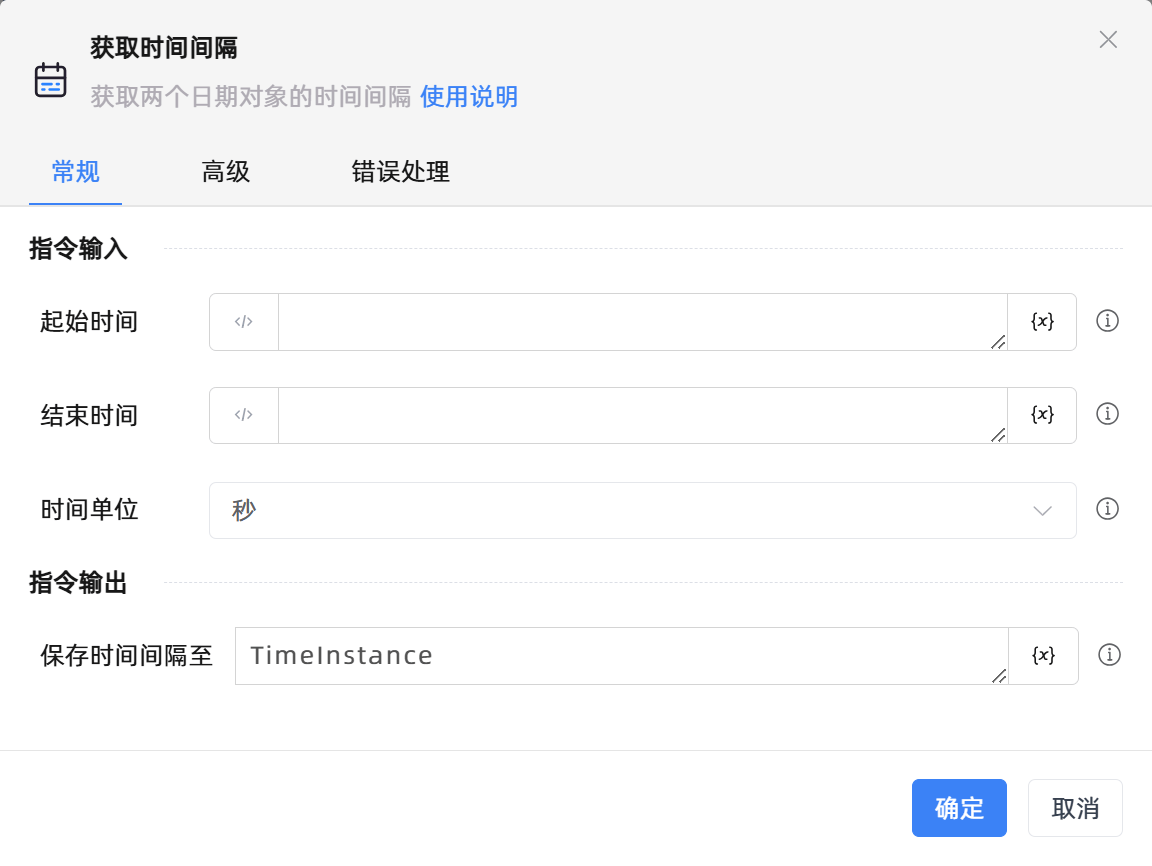 获取时间间隔
获取两个日期对象的时间间隔 使用说明
常规 高级 错误处理
指令输入
起始时间 </> {x}
结束时间 </> {x}
时间单位 秒
指令输出
保存时间间隔至 TimeInstance {x}
确定 取消